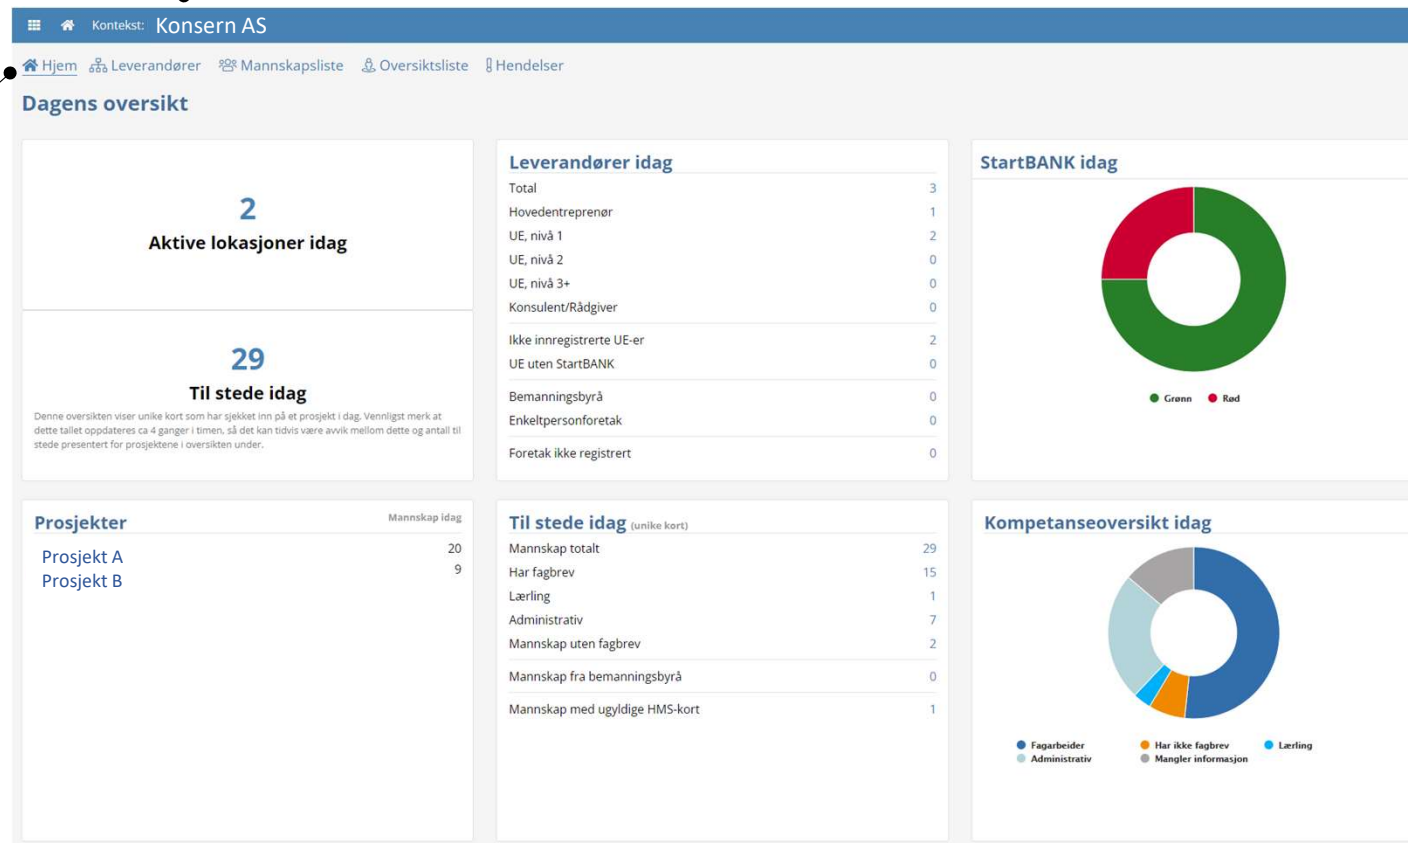 Kontekst: Konsern AS
Hjem Leverandører Mannskapsliste Oversiktsliste Hendelser
Dagens oversikt
2
Aktive lokasjoner idag
29
Til stede idag
Denne oversikten viser unike kort som har sjekket inn på et prosjekt i dag. Vennligst merk at
dette tallet oppdateres ca 4 ganger i timen, så det kan tidvis være avvik mellom dette og antall til
stede presentert for prosjektene i oversikten under.
Leverandører idag
Total 3
Hovedentreprenør 1
UE, nivå 1 2
UE, nivå 2 0
UE, nivå 3+ 0
Konsulent/Rådgiver 0
Ikke innregistrerte UE-er 2
UE uten StartBANK 0
Bemanningsbyrå 0
Enkeltpersonforetak 0
Foretak ikke registrert 0
StartBANK idag
Grønn Rød
Prosjekter Mannskap idag
Prosjekt A 20
Prosjekt B 9
Til stede idag (unike kort)
Mannskap totalt 29
Har fagbrev 15
Lærling 1
Administrativ 7
Mannskap uten fagbrev 2
Mannskap fra bemanningsbyrå 0
Mannskap med ugyldige HMS-kort 1
Kompetanseoversikt idag
Fagarbeider Har ikke fagbrev Lærling
Administrativ Mangler informasjon